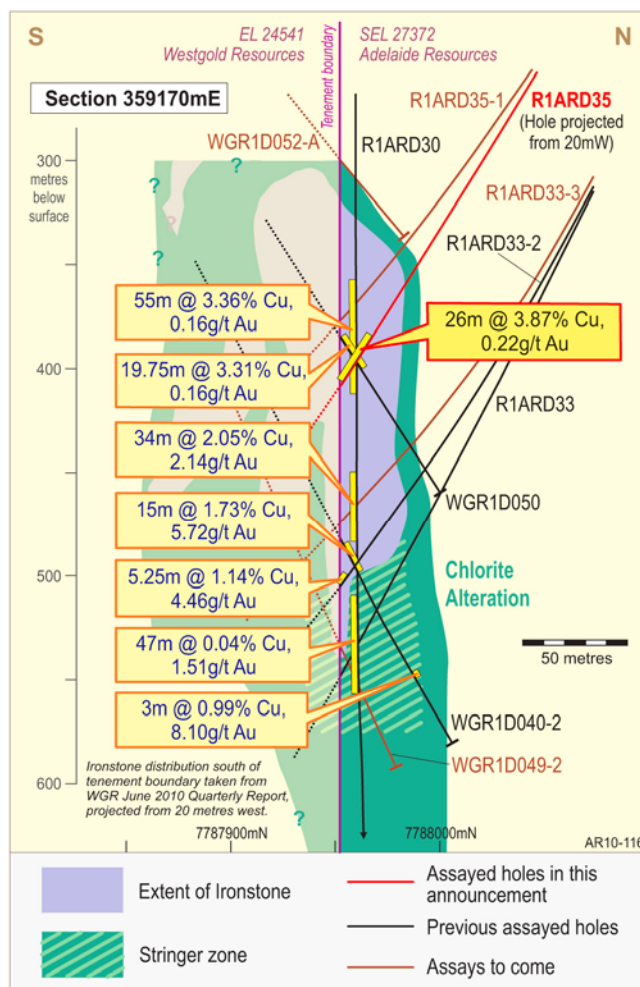 S
EL 24541
Westgold Resources
Tenement boundary
SEL 27372
Adelaide Resources
N
Section 359170mE
R1ARD35-1
R1ARD35
(Hole projected
from 20mW)
WGR1D052-A
R1ARD30
300
metres
below
surface
?
?
?
?
R1ARD33-3
R1ARD33-2
55m @ 3.36% Cu,
0.16g/t Au
26m @ 3.87% Cu,
0.22g/t Au
19.75m @ 3.31% Cu,
0.16g/t Au
400
R1ARD33
34m @ 2.05% Cu,
2.14g/t Au
WGR1D050
15m @ 1.73% Cu,
5.72g/t Au
500
5.25m @ 1.14% Cu,
4.46g/t Au
Chlorite
Alteration
47m @ 0.04% Cu,
1.51g/t Au
50 metres
3m @ 0.99% Cu,
8.10g/t Au
WGR1D040-2
WGR1D049-2
600
Ironstone distribution south of
tenement boundary taken from
WGR June 2010 Quarterly Report,
projected from 20 metres west.
?
7787900mN
7788000mN
AR10-116
Extent of Ironstone
Stringer zone
Assayed holes in this
announcement
Previous assayed holes
Assays to come